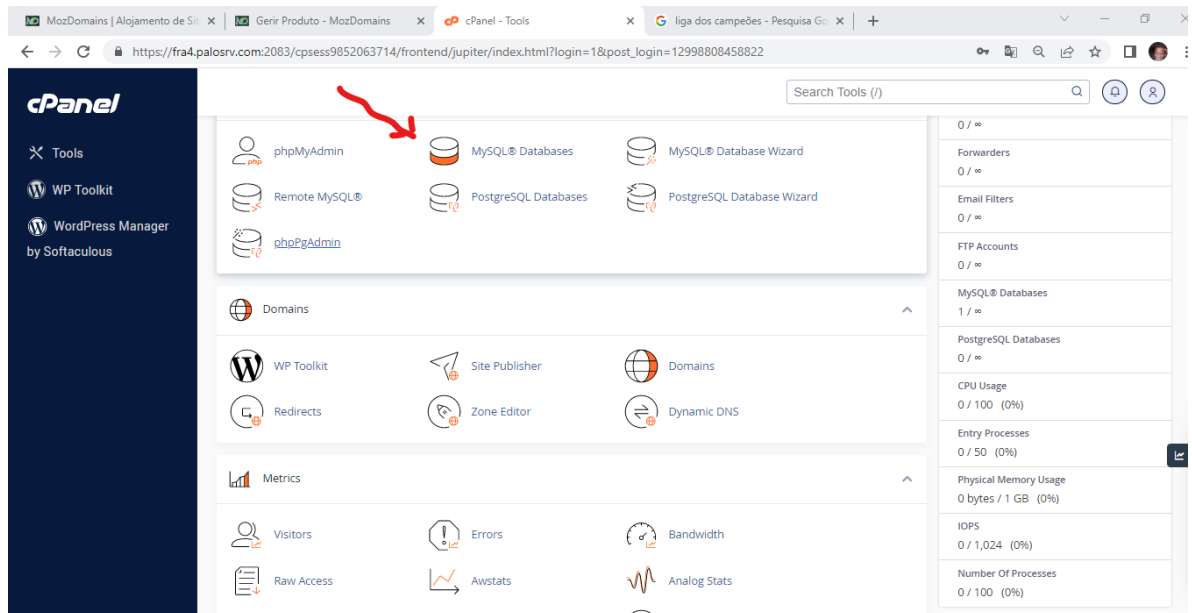 MozDomains | Alojamento de Sit
Gerir Produto - MozDomains
cPanel - Tools
liga dos campeões - Pesquisa Go
https://fra4.palosrv.com:2083/cpsess9852063714/frontend/jupiter/index.html?login=1&post_login=12998808458822
cPanel
Search Tools (/)
Tools
WP Toolkit
WordPress Manager
by Softaculous
phpMyAdmin
MySQL® Databases
MySQL® Database Wizard
Remote MySQL®
PostgreSQL Databases
PostgreSQL Database Wizard
phpPgAdmin
Domains
WP Toolkit
Site Publisher
Domains
Redirects
Zone Editor
Dynamic DNS
Metrics
Visitors
Errors
Bandwidth
Raw Access
Awstats
Analog Stats
0 / ∞
Forwarders
0 / ∞
Email Filters
0 / ∞
FTP Accounts
0 / ∞
MySQL® Databases
1 / ∞
PostgreSQL Databases
0 / ∞
CPU Usage
0 / 100 (0%)
Entry Processes
0 / 50 (0%)
Physical Memory Usage
0 bytes / 1 GB (0%)
IOPS
0 / 1,024 (0%)
Number Of Processes
0 / 100 (0%)